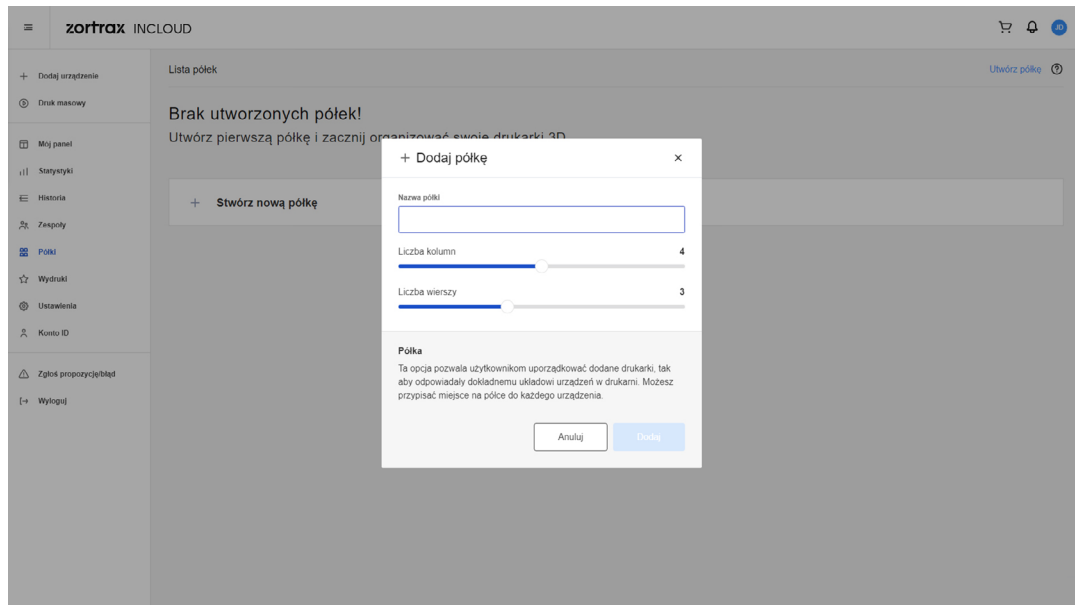 zortrax INCLOUD
JD
Dodaj urządzenie
Druk masowy
Mój panel
Statystyki
Historia
Zespoły
Półki
Wydruki
Ustawienia
Konto ID
Zgłoś propozycję/błąd
Wyloguj
Lista półek
Utwórz półkę
Brak utworzonych półek!
Utwórz pierwszą półkę i zacznij organizować swoje drukarki 3D
+ Stwórz nową półkę
+ Dodaj półkę
Nazwa półki
Liczba kolumn 4
Liczba wierszy 3
Półka
Ta opcja pozwala użytkownikom uporządkować dodane drukarki, tak
aby odpowiadały dokładnemu układowi urządzeń w drukarni. Możesz
przypisać miejsce na półce do każdego urządzenia.
Anuluj Dodaj